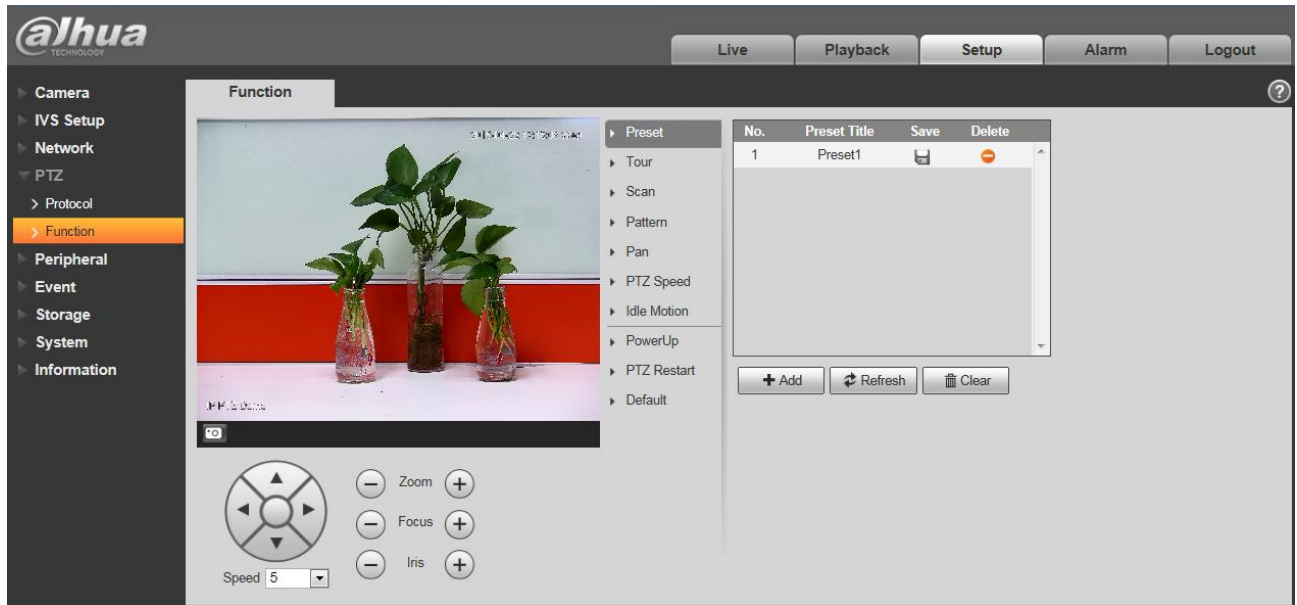 alhua
TECHNOLOGY
Live
Playback
Setup
Alarm
Logout
Camera
IVS Setup
Network
PTZ
Protocol
Function
Peripheral
Event
Storage
System
Information
Function
?
Preset
Tour
Scan
Pattern
Pan
PTZ Speed
Idle Motion
PowerUp
PTZ Restart
Default
No. Preset Title Save Delete
1 Preset1
Add
Refresh
Clear
Zoom
Focus
Iris
Speed 5